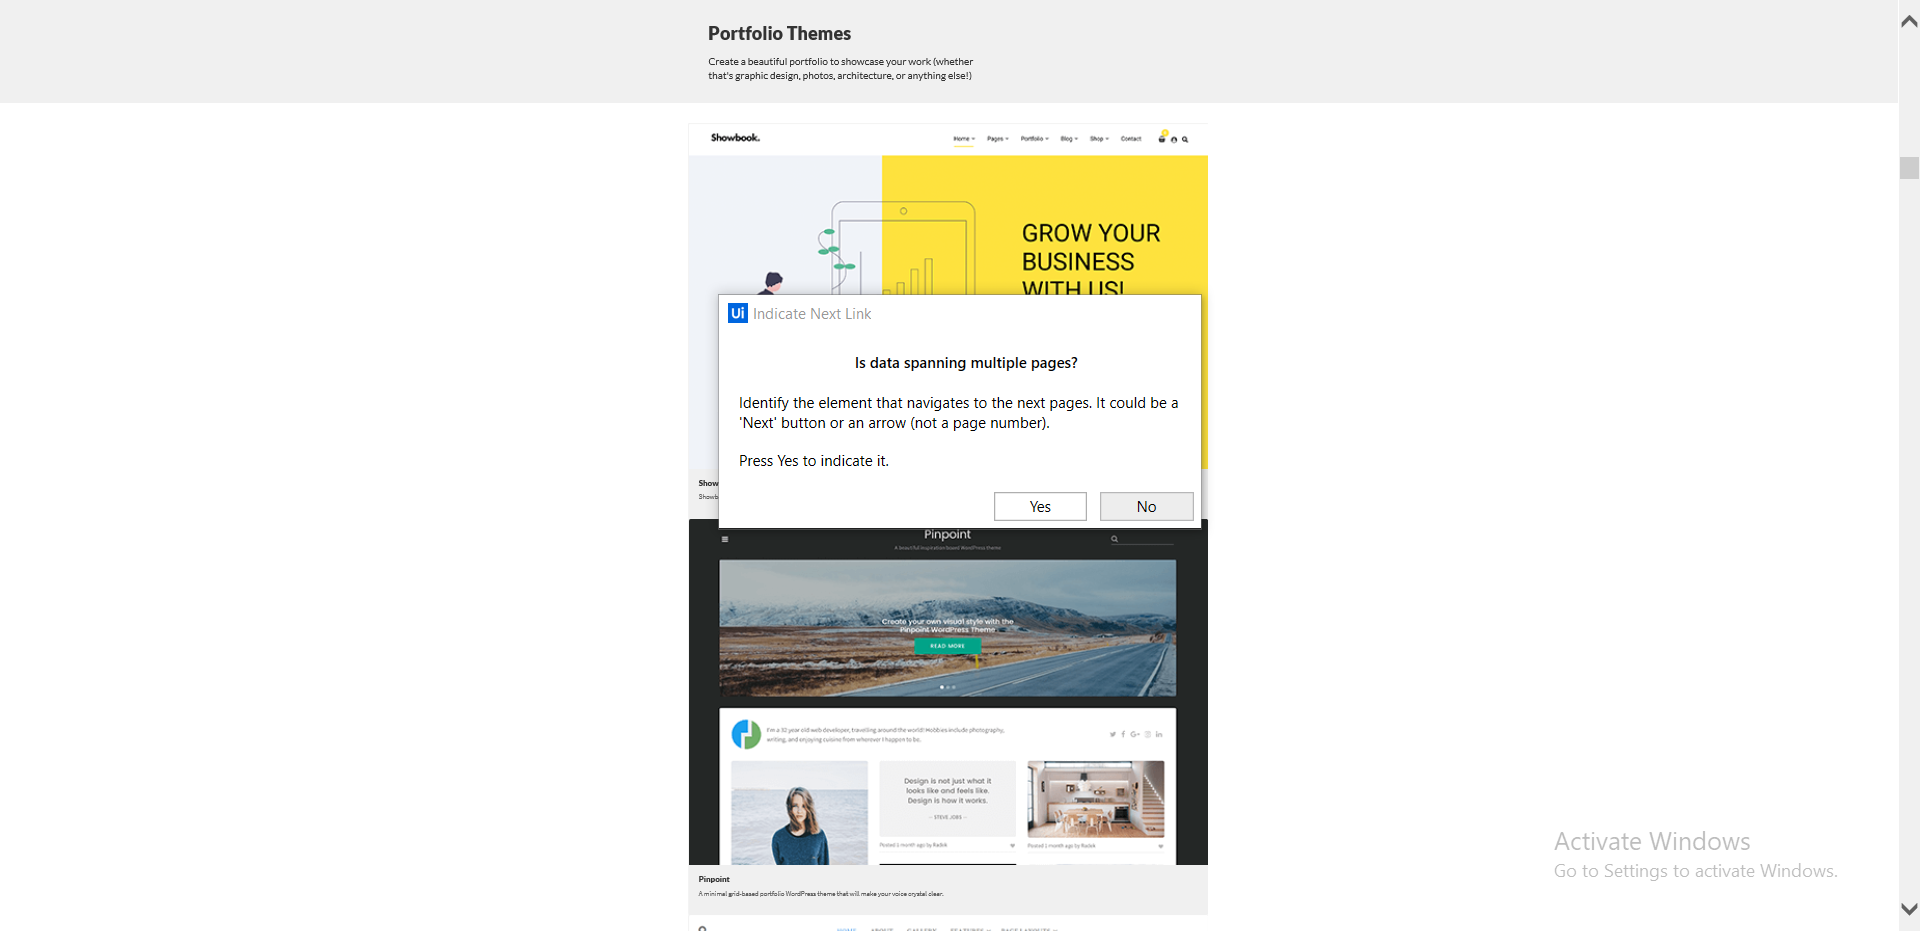 Portfolio Themes
Create a beautiful portfolio to showcase your work (whether
that's graphic design, photos, architecture, or anything else!)
Showbook.
Home Pages Portfolio Blog Shop Contact
GROW YOUR
BUSINESS
WITH US!
Ui Indicate Next Link
Is data spanning multiple pages?
Identify the element that navigates to the next pages. It could be a
'Next' button or an arrow (not a page number).
Press Yes to indicate it.
Show
Showb
Yes No
Pinpoint
A beautiful inspiration based WordPress theme
Create your own visual style with the
Pinpoint WordPress Theme
READ MORE
I'm a 32 year old web developer, travelling around the world! Hobbies include photography,
writing, and enjoying cuisine from wherever I happen to be.
Design is not just what it
looks like and feels like.
Design is how it works.
- STEVE JOBS -
Posted 1 month ago by Radek
Posted 1 month ago by Radek
Activate Windows
Go to Settings to activate Windows.
Pinpoint
A minimal grid-based portfolio WordPress theme that will make your voice crystal clear.
HOME ABOUT GALLERY FEATURES PAGE LAYOUTS